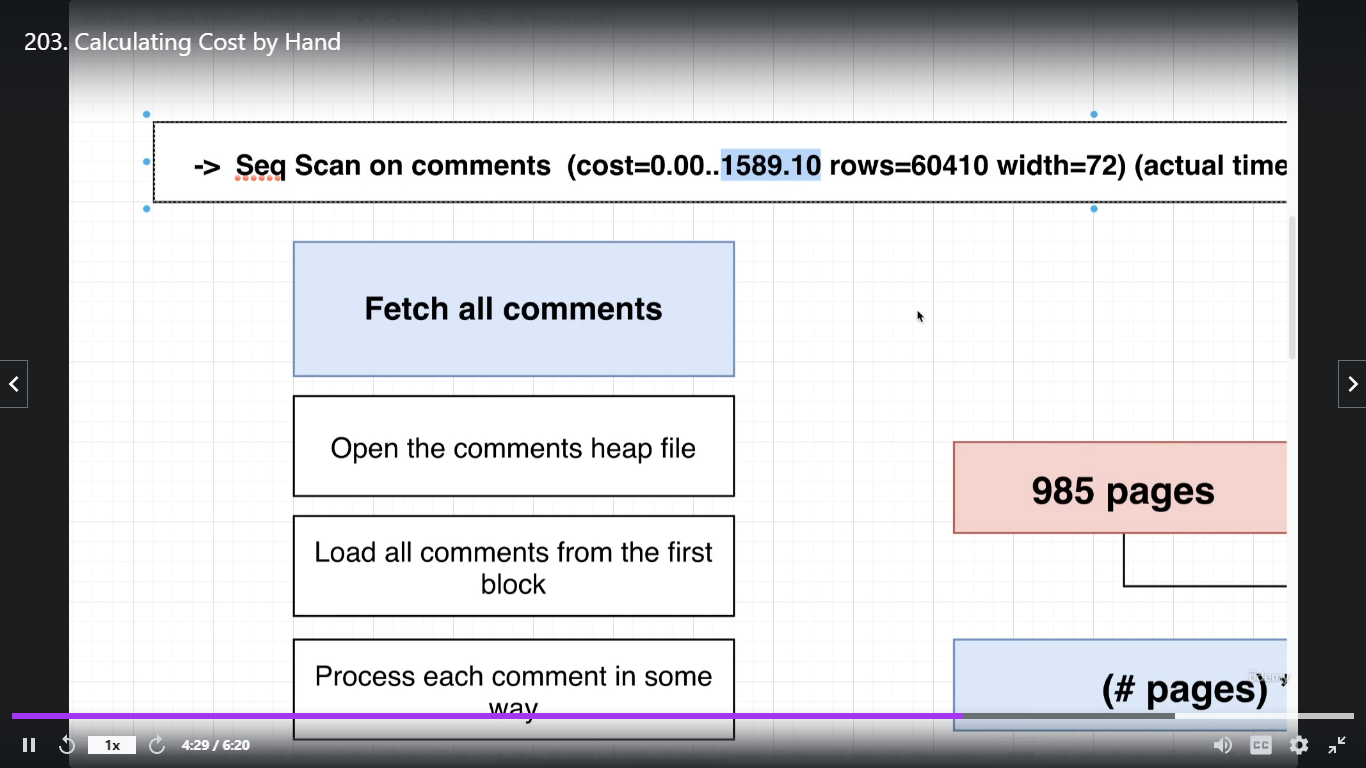 203. Calculating Cost by Hand
-> Seq Scan on comments (cost=0.00..1589.10 rows=60410 width=72) (actual time
Fetch all comments
Open the comments heap file
985 pages
Load all comments from the first
block
Process each comment in some
way
(# pages) *
udemy
1x
4:29 / 6:20
CC